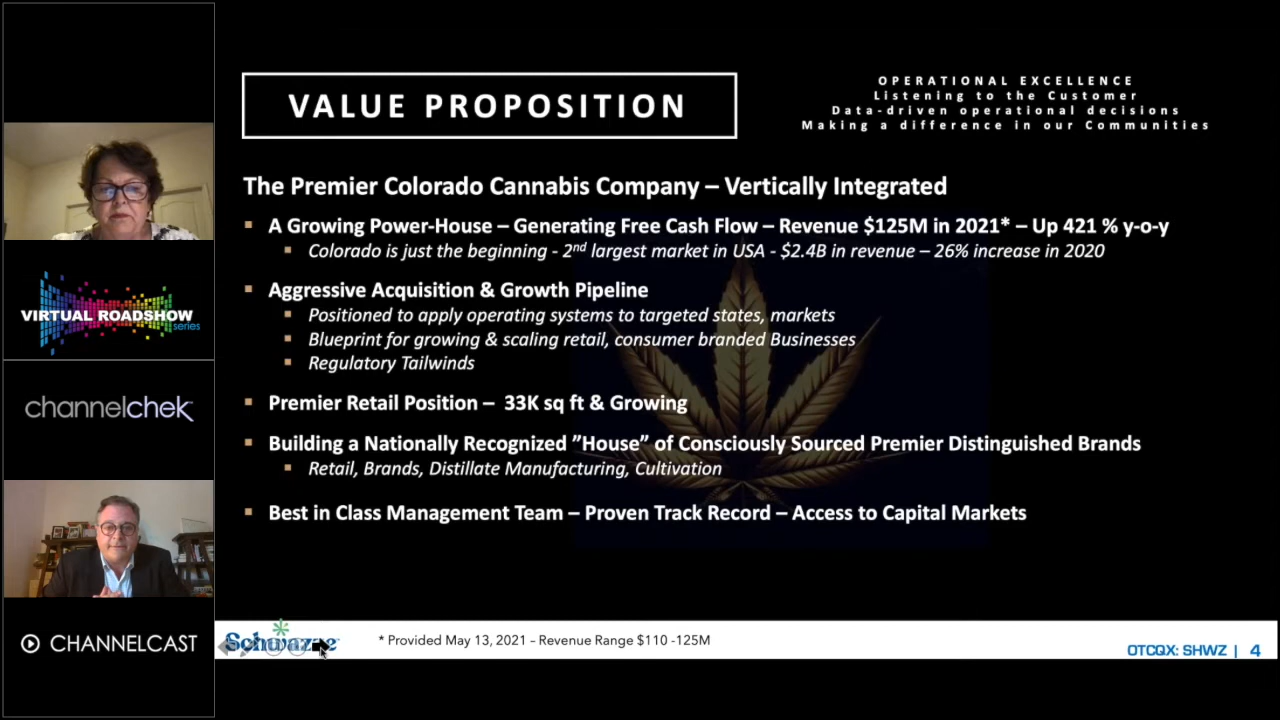 VALUE PROPOSITION
OPERATIONAL EXCELLENCE
Listening to the Customer
Data-driven operational decisions
Making a difference in our Communities
The Premier Colorado Cannabis Company – Vertically Integrated
A Growing Power-House – Generating Free Cash Flow – Revenue $125M in 2021* – Up 421 % y-o-y
Colorado is just the beginning - 2nd largest market in USA - $2.4B in revenue – 26% increase in 2020
Aggressive Acquisition & Growth Pipeline
Positioned to apply operating systems to targeted states, markets
Blueprint for growing & scaling retail, consumer branded Businesses
Regulatory Tailwinds
Premier Retail Position – 33K sq ft & Growing
Building a Nationally Recognized ”House” of Consciously Sourced Premier Distinguished Brands
Retail, Brands, Distillate Manufacturing, Cultivation
Best in Class Management Team – Proven Track Record – Access to Capital Markets
VIRTUAL ROADSHOW
series
channelchek
CHANNELCAST
Schwazze
* Provided May 13, 2021 – Revenue Range $110 -125M
OTCQX: SHWZ | 4